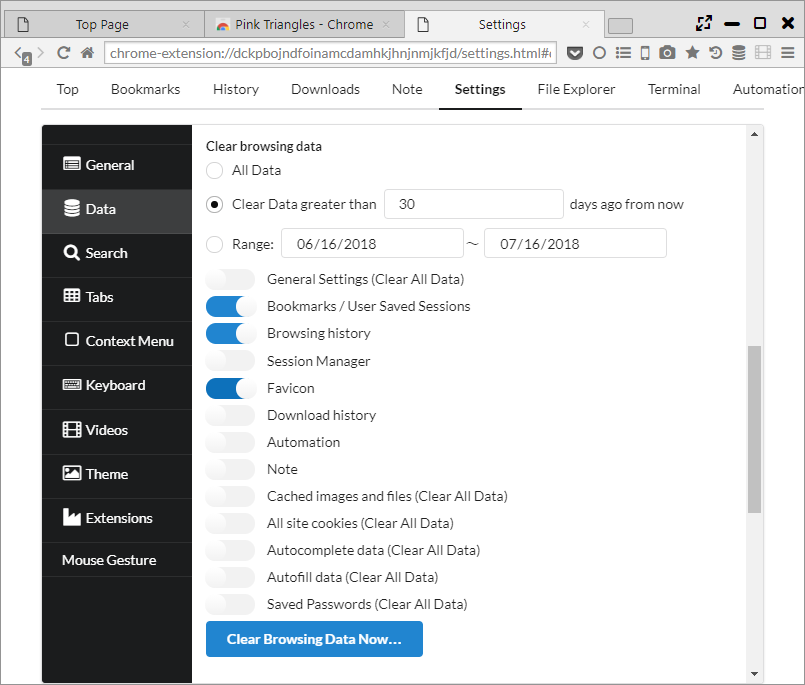 Top Page
Pink Triangles - Chrome
Settings
4
chrome-extension://dckpbojndfoinamcdamhkjhnjnmjkfjd/settings.html#
Top Bookmarks History Downloads Note Settings File Explorer Terminal Automation
General
Data
Search
Tabs
Context Menu
Keyboard
Videos
Theme
Extensions
Mouse Gesture
Clear browsing data
All Data
Clear Data greater than 30 days ago from now
Range: 06/16/2018 ~ 07/16/2018
General Settings (Clear All Data)
Bookmarks / User Saved Sessions
Browsing history
Session Manager
Favicon
Download history
Automation
Note
Cached images and files (Clear All Data)
All site cookies (Clear All Data)
Autocomplete data (Clear All Data)
Autofill data (Clear All Data)
Saved Passwords (Clear All Data)
Clear Browsing Data Now...